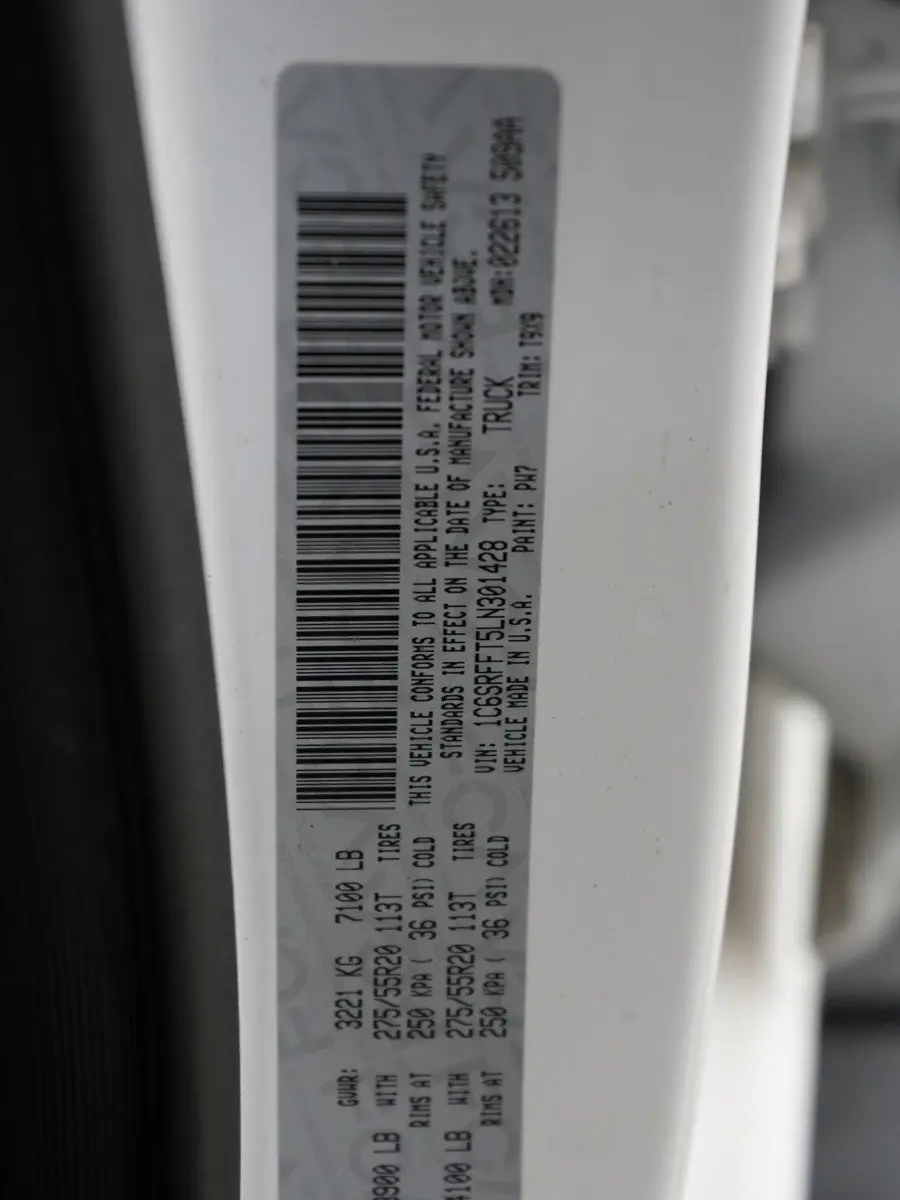 GVWR: 3221 KG 7100 LB
900 LB WITH 275/55R20 113T TIRES
RIMS AT 250 KPA ( 36 PSI) COLD
4100 LB WITH 275/55R20 113T TIRES
RIMS AT 250 KPA ( 36 PSI) COLD
THIS VEHICLE CONFORMS TO ALL APPLICABLE U.S.A. FEDERAL MOTOR VEHICLE SAFETY
STANDARDS IN EFFECT ON THE DATE OF MANUFACTURE SHOWN ABOVE.
VIN: 1C6SRFFT5LN301428 TYPE: TRUCK MDH:022613 509AA
VEHICLE MADE IN U.S.A. PAINT: PW7 TRIM: T9X9